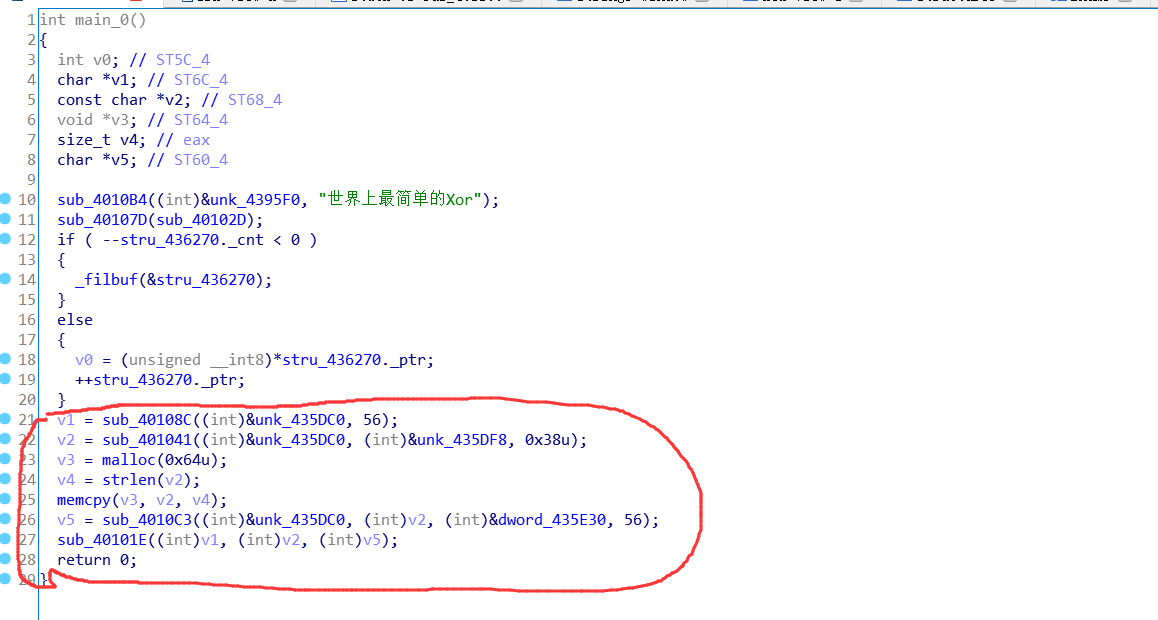 1 int main_0()
2 {
3 int v0; // ST5C_4
4 char *v1; // ST6C_4
5 const char *v2; // ST68_4
6 void *v3; // ST64_4
7 size_t v4; // eax
8 char *v5; // ST60_4
9
10 sub_4010B4((int)&unk_4395F0, "世界上最简单的Xor");
11 sub_40107D(sub_40102D);
12 if ( --stru_436270._cnt < 0 )
13 {
14 _filbuf(&stru_436270);
15 }
16 else
17 {
18 v0 = (unsigned __int8)*stru_436270._ptr;
19 ++stru_436270._ptr;
20 }
21 v1 = sub_40108C((int)&unk_435DC0, 56);
22 v2 = sub_401041((int)&unk_435DC0, (int)&unk_435DF8, 0x38u);
23 v3 = malloc(0x64u);
24 v4 = strlen(v2);
25 memcpy(v3, v2, v4);
26 v5 = sub_4010C3((int)&unk_435DC0, (int)v2, (int)&dword_435E30, 56);
27 sub_40101E((int)v1, (int)v2, (int)v5);
28 return 0;
29 }